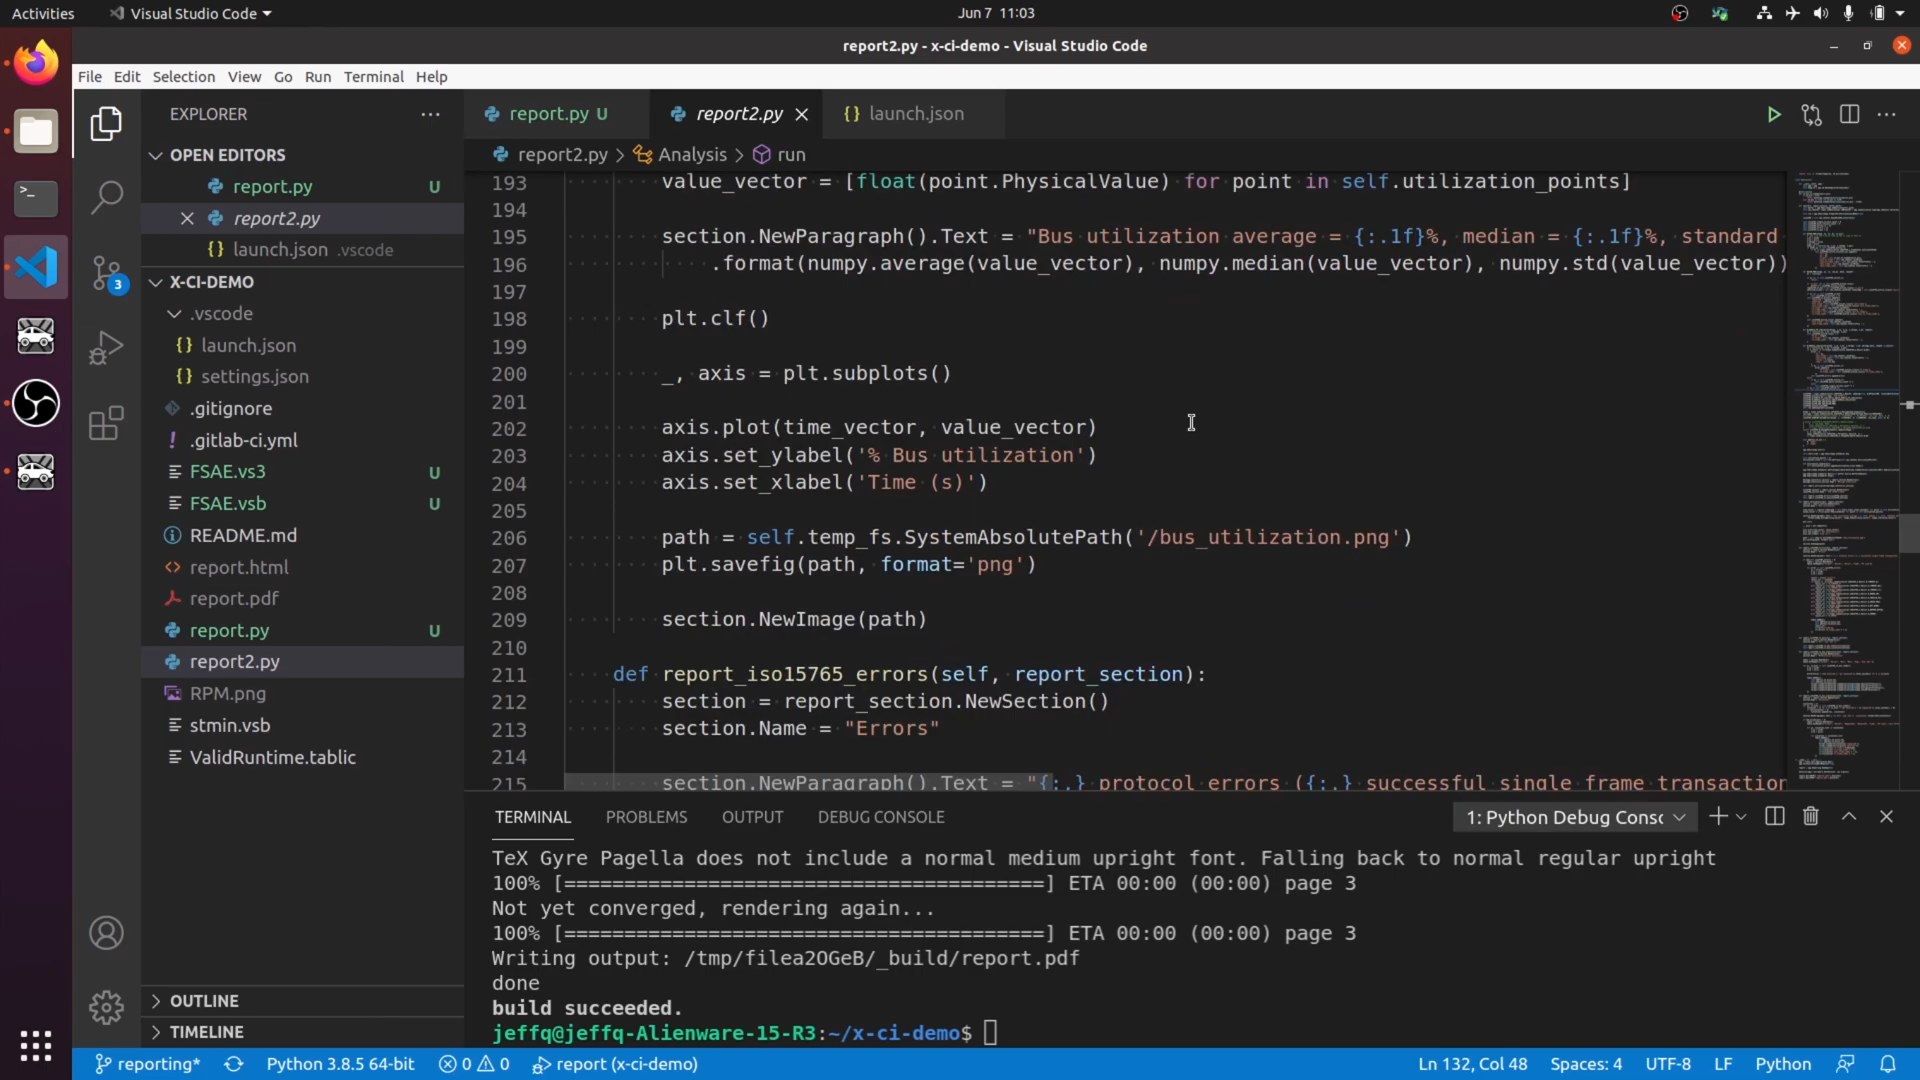 Activities
Visual Studio Code
Jun 7 11:03
report2.py - x-ci-demo - Visual Studio Code
File Edit Selection View Go Run Terminal Help
EXPLORER
OPEN EDITORS
report.py U
report2.py
launch.json .vscode
X-CI-DEMO
.vscode
launch.json
settings.json
.gitignore
.gitlab-ci.yml
FSAE.vs3 U
FSAE.vsb U
README.md
report.html
report.pdf
report.py U
report2.py
RPM.png
stmin.vsb
ValidRuntime.tablic
OUTLINE
TIMELINE
3
report.py U
report2.py
launch.json
report2.py > Analysis > run
193 value_vector = [float(point.PhysicalValue) for point in self.utilization_points]
194
195 section.NewParagraph().Text = "Bus utilization average = {:.1f}%, median = {:.1f}%, standard
196 .format(numpy.average(value_vector), numpy.median(value_vector), numpy.std(value_vector))
197
198 plt.clf()
199
200 _, axis = plt.subplots()
201
202 axis.plot(time_vector, value_vector)
203 axis.set_ylabel('% Bus utilization')
204 axis.set_xlabel('Time (s)')
205
206 path = self.temp_fs.SystemAbsolutePath('/bus_utilization.png')
207 plt.savefig(path, format='png')
208
209 section.NewImage(path)
210
211 def report_iso15765_errors(self, report_section):
212 section = report_section.NewSection()
213 section.Name = "Errors"
214
215 section.NewParagraph().Text = "{:,} protocol errors ({:,} successful single frame transaction
TERMINAL PROBLEMS OUTPUT DEBUG CONSOLE
1: Python Debug Consc
TeX Gyre Pagella does not include a normal medium upright font. Falling back to normal regular upright
100% [========================================] ETA 00:00 (00:00) page 3
Not yet converged, rendering again...
100% [========================================] ETA 00:00 (00:00) page 3
Writing output: /tmp/filea2OGeB/_build/report.pdf
done
build succeeded.
jeffq@jeffq-Alienware-15-R3:~/x-ci-demo$
reporting* Python 3.8.5 64-bit 0 0 report (x-ci-demo) Ln 132, Col 48 Spaces: 4 UTF-8 LF Python